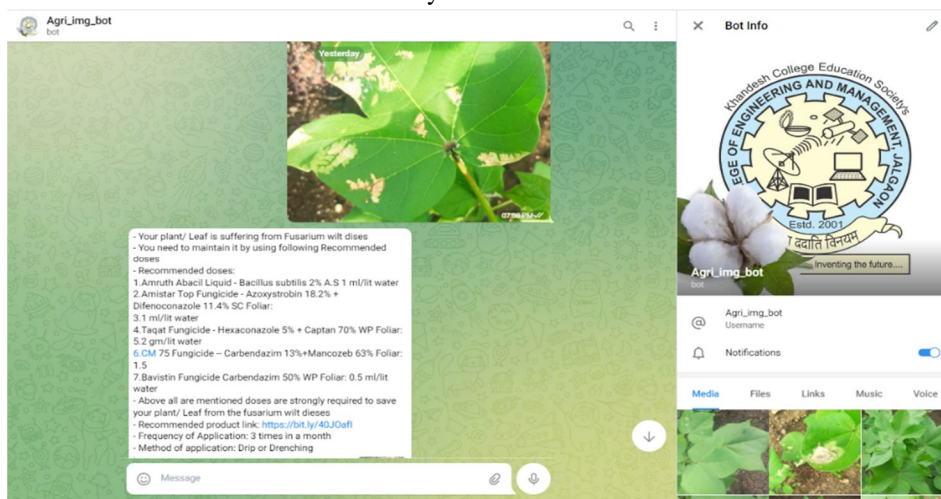 Agri_img_bot
bot
Yesterday
07:58 PM
- Your plant/ Leaf is suffering from Fusarium wilt dises
- You need to maintain it by using following Recommended
doses
- Recommended doses:
1.Amruth Abacil Liquid - Bacillus subtilis 2% A.S 1 ml/lit water
2.Amistar Top Fungicide - Azoxystrobin 18.2% +
Difenoconazole 11.4% SC Foliar:
3.1 ml/lit water
4.Taqat Fungicide - Hexaconazole 5% + Captan 70% WP Foliar:
5.2 gm/lit water
6.CM 75 Fungicide – Carbendazim 13%+Mancozeb 63% Foliar:
1.5
7.Bavistin Fungicide Carbendazim 50% WP Foliar: 0.5 ml/lit
water
- Above all are mentioned doses are strongly required to save
your plant/ Leaf from the fusarium wilt dieses
- Recommended product link: https://bit.ly/40JOafl
- Frequency of Application: 3 times in a month
- Method of application: Drip or Drenching
Message
Bot Info
Khandesh College Education Society's
COLLEGE OF ENGINEERING AND MANAGEMENT, JALGAON
Estd. 2001
ददाति विनयम
Inventing the future....
Agri_img_bot
bot
Agri_img_bot
Username
Notifications
Media Files Links Music Voice